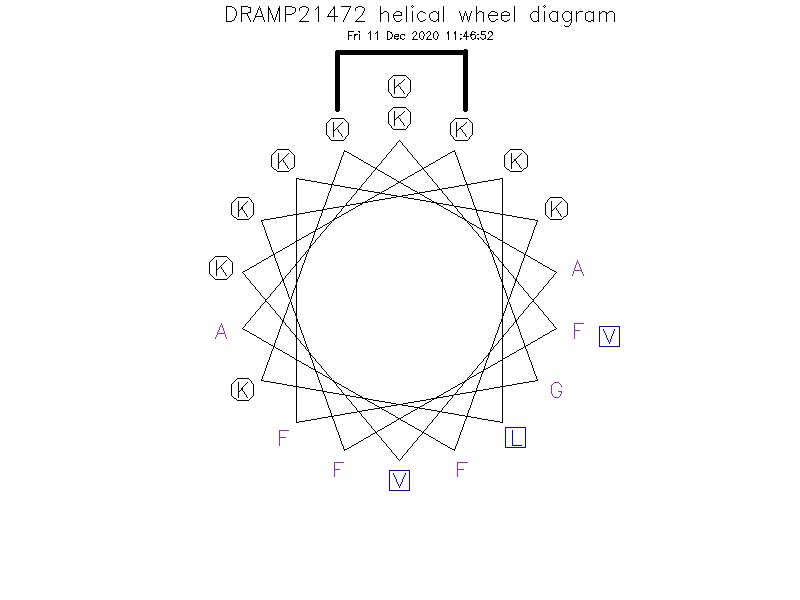 DRAMP21472 helical wheel diagram
Fri 11 Dec 2020 11:46:52
K
K
K K
K K
K K
K A
A F V
K G
F L
F F
V